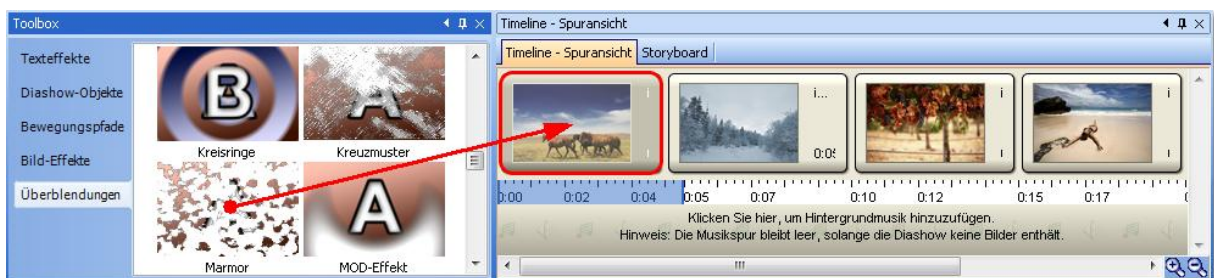 Toolbox
Texteffekte
Diashow-Objekte
Bewegungspfade
Bild-Effekte
Überblendungen
B
A
Kreisringe
Kreuzmuster
A
Marmor
MOD-Effekt
Timeline - Spuransicht
Timeline - Spuransicht
Storyboard
i
i...
i
i
0:00
0:02
0:04
0:05
0:07
0:10
0:12
0:15
0:17
Klicken Sie hier, um Hintergrundmusik hinzuzufügen.
Hinweis: Die Musikspur bleibt leer, solange die Diashow keine Bilder enthält.